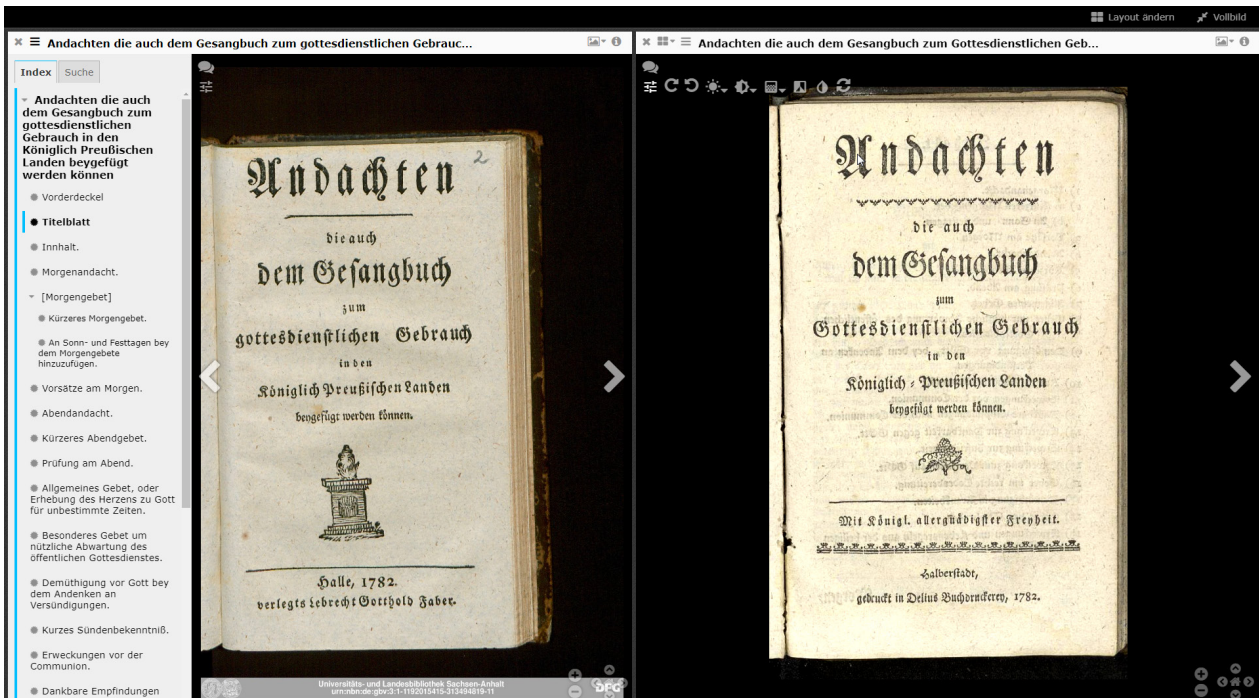 Layout ändern
Vollbild
Andachten die auch dem Gesangbuch zum gottesdienstlichen Gebrauc...
Index
Suche
Andachten die auch
dem Gesangbuch zum
gottesdienstlichen
Gebrauch in den
Königlich Preußischen
Landen beygefügt
werden können
Vorderdeckel
Titelblatt
Innhalt.
Morgenandacht.
[Morgengebet]
Kürzeres Morgengebet.
An Sonn- und Festtagen bey
dem Morgengebete
hinzuzufügen.
Vorsätze am Morgen.
Abendandacht.
Kürzeres Abendgebet.
Prüfung am Abend.
Allgemeines Gebet, oder
Erhebung des Herzens zu Gott
für unbestimmte Zeiten.
Besonderes Gebet um
nützliche Abwartung des
öffentlichen Gottesdienstes.
Demüthigung vor Gott bey
dem Andenken an
Versündigungen.
Kurzes Sündenbekenntniß.
Erweckungen vor der
Communion.
Dankbare Empfindungen
2
Andachten
die auch
dem Gesangbuch
zum
gottesdienstlichen Gebrauch
in den
Königlich Preußischen Landen
beygefügt werden können.
Halle, 1782.
verlegts Lebrecht Gotthold Faber.
Universitäts- und Landesbibliothek Sachsen-Anhalt
urn:nbn:de:gbv:3:1-1192015415-313494819-11
DFG
Andachten die auch dem Gesangbuch zum Gottesdienstlichen Geb...
Andachten
die auch
dem Gesangbuch
zum
Gottesdienstlichen Gebrauch
in den
Königlich-Preußischen Landen
beygefügt werden können.
Mit Königl. allergnädigster Freyheit.
Halberstadt,
gedruckt in Delius Buchdruckerey, 1782.